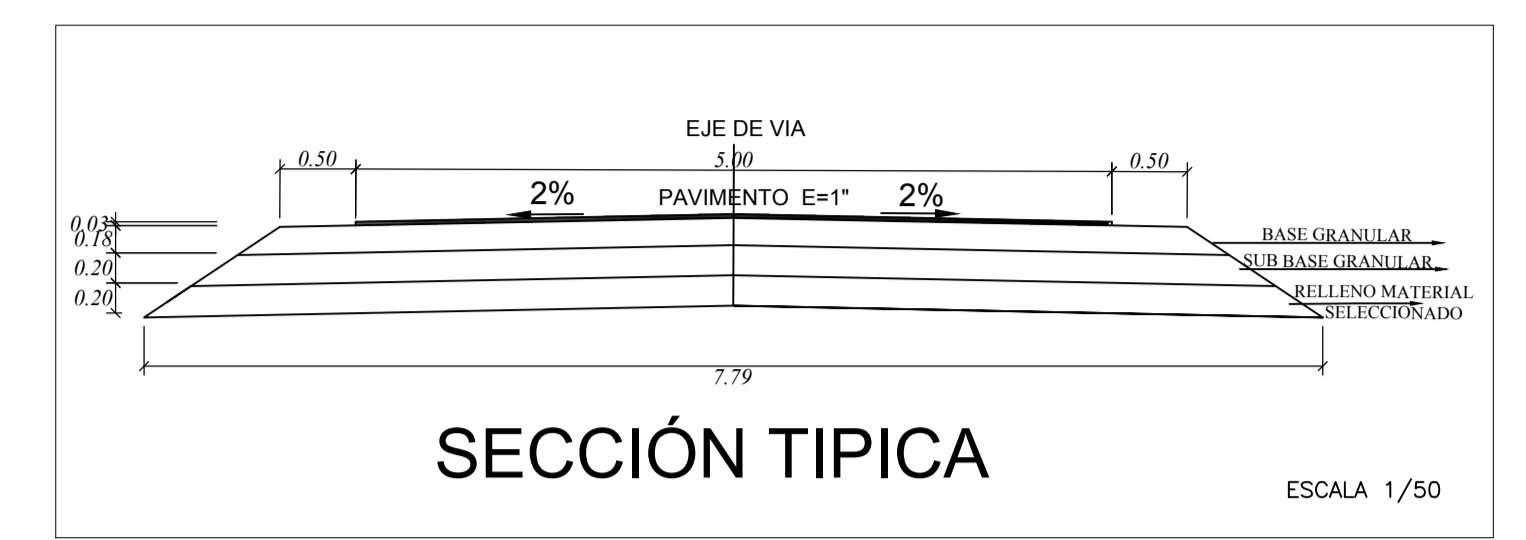 EJE DE VIA
0.50
5.00
0.50
2%
PAVIMENTO E=1"
2%
0.03
0.18
0.20
0.20
BASE GRANULAR
SUB BASE GRANULAR
RELLENO MATERIAL
SELECCIONADO
7.79
SECCIÓN TIPICA
ESCALA 1/50